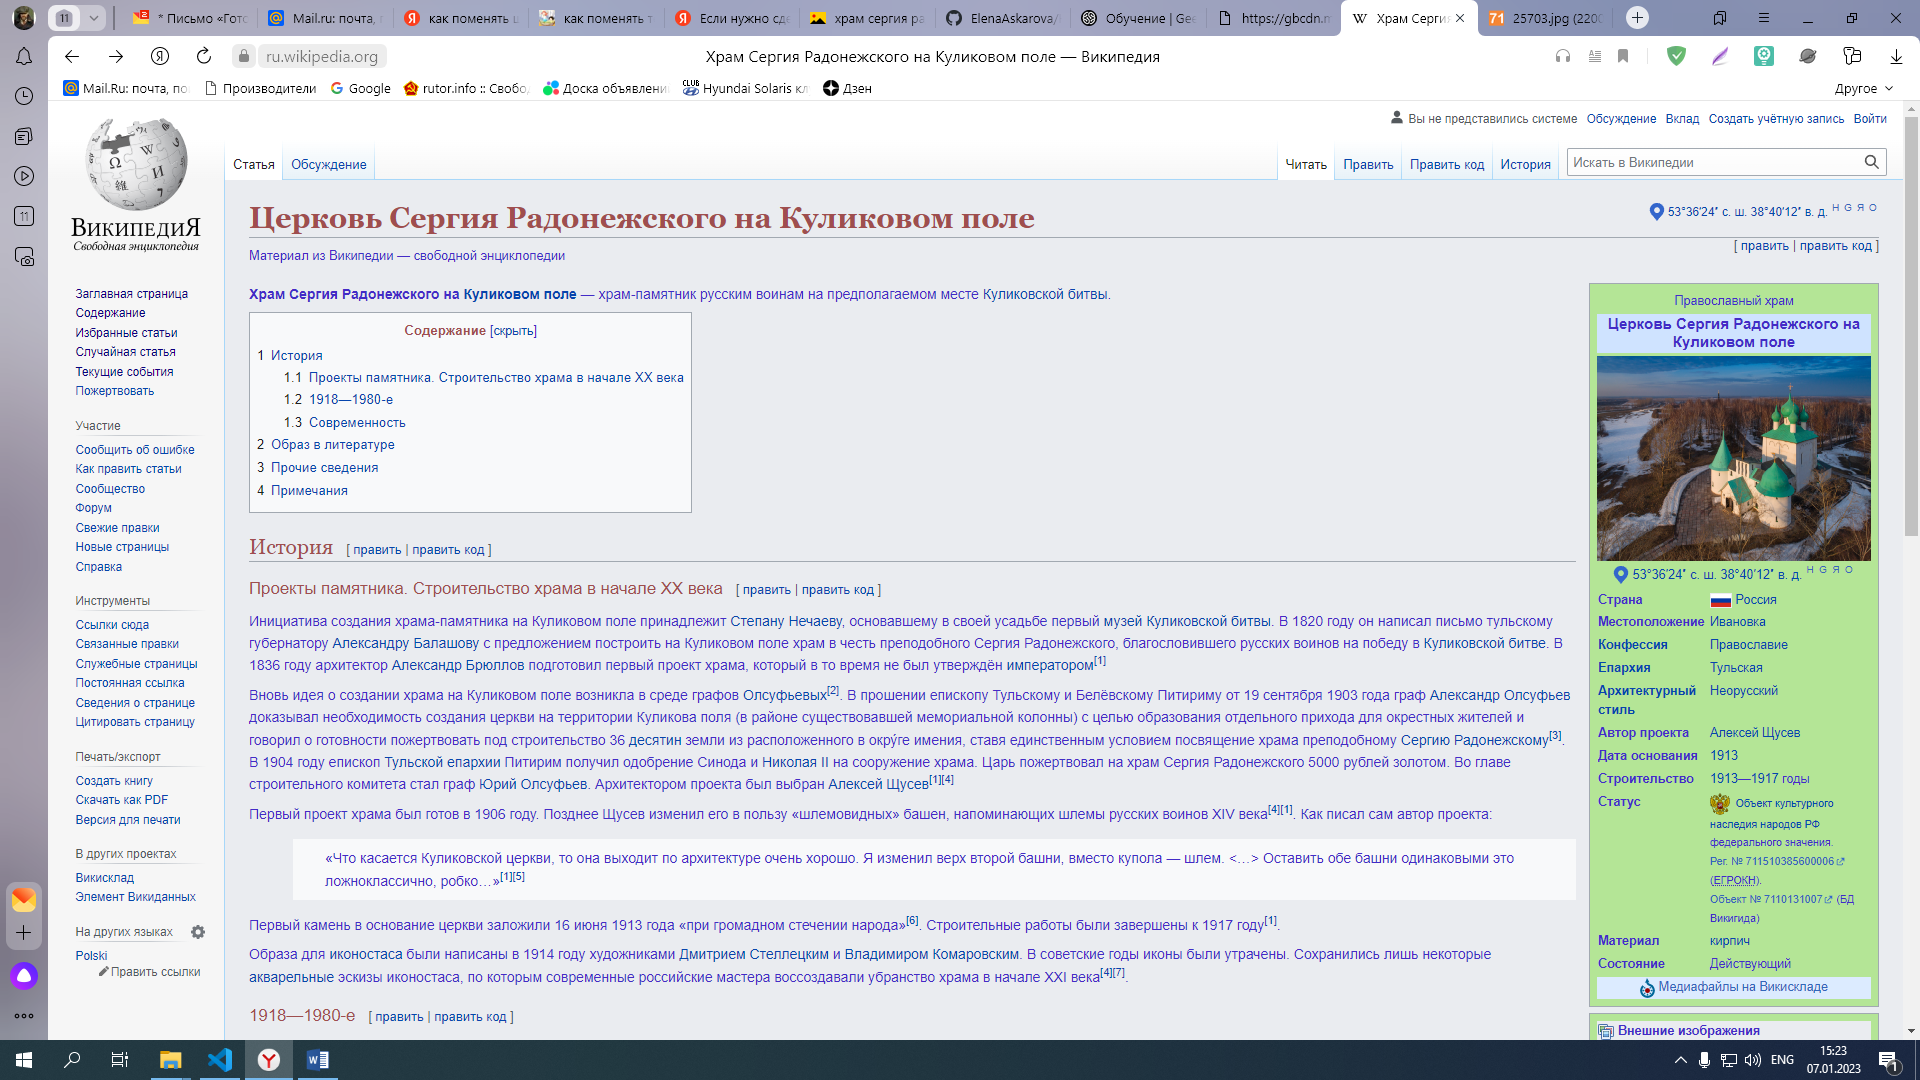 11
* Письмо «Готс
Mail.ru: почта, п
как поменять ц
как поменять т
Если нужно сде
храм сергия ра
ElenaAskarova/
Обучение | Gee
https://gbcdn.m
Храм Сергия
25703.jpg (2200
ru.wikipedia.org
Храм Сергия Радонежского на Куликовом поле — Википедия
Mail.Ru: почта, по
Производители
Google
rutor.info :: Свобо
Доска объявлени
Hyundai Solaris кл
Дзен
Другое
Вы не представились системе Обсуждение Вклад Создать учётную запись Войти
Статья Обсуждение
Читать Править Править код История
Искать в Википедии
ВикипедиЯ
Свободная энциклопедия
Заглавная страница
Содержание
Избранные статьи
Случайная статья
Текущие события
Пожертвовать
Участие
Сообщить об ошибке
Как править статьи
Сообщество
Форум
Свежие правки
Новые страницы
Справка
Инструменты
Ссылки сюда
Связанные правки
Служебные страницы
Постоянная ссылка
Сведения о странице
Цитировать страницу
Печать/экспорт
Создать книгу
Скачать как PDF
Версия для печати
В других проектах
Викисклад
Элемент Викиданных
На других языках
Polski
Править ссылки
Церковь Сергия Радонежского на Куликовом поле
53°36′24″ с. ш. 38°40′12″ в. д. H G Я O
[ править | править код ]
Материал из Википедии — свободной энциклопедии
Храм Сергия Радонежского на Куликовом поле — храм-памятник русским воинам на предполагаемом месте Куликовской битвы.
Содержание [скрыть]
1 История
1.1 Проекты памятника. Строительство храма в начале XX века
1.2 1918—1980-е
1.3 Современность
2 Образ в литературе
3 Прочие сведения
4 Примечания
История [ править | править код ]
Проекты памятника. Строительство храма в начале XX века [ править | править код ]
Инициатива создания храма-памятника на Куликовом поле принадлежит Степану Нечаеву, основавшему в своей усадьбе первый музей Куликовской битвы. В 1820 году он написал письмо тульскому
губернатору Александру Балашову с предложением построить на Куликовом поле храм в честь преподобного Сергия Радонежского, благословившего русских воинов на победу в Куликовской битве. В
1836 году архитектор Александр Брюллов подготовил первый проект храма, который в то время не был утверждён императором[1]
Вновь идея о создании храма на Куликовом поле возникла в среде графов Олсуфьевых[2]. В прошении епископу Тульскому и Белёвскому Питириму от 19 сентября 1903 года граф Александр Олсуфьев
доказывал необходимость создания церкви на территории Куликова поля (в районе существовавшей мемориальной колонны) с целью образования отдельного прихода для окрестных жителей и
говорил о готовности пожертвовать под строительство 36 десятин земли из расположенного в окру́ге имения, ставя единственным условием посвящение храма преподобному Сергию Радонежскому[3].
В 1904 году епископ Тульской епархии Питирим получил одобрение Синода и Николая II на сооружение храма. Царь пожертвовал на храм Сергия Радонежского 5000 рублей золотом. Во главе
строительного комитета стал граф Юрий Олсуфьев. Архитектором проекта был выбран Алексей Щусев[1][4]
Первый проект храма был готов в 1906 году. Позднее Щусев изменил его в пользу «шлемовидных» башен, напоминающих шлемы русских воинов XIV века[4][1]. Как писал сам автор проекта:
«Что касается Куликовской церкви, то она выходит по архитектуре очень хорошо. Я изменил верх второй башни, вместо купола — шлем. <…> Оставить обе башни одинаковыми это
ложноклассично, робко…»[1][5]
Первый камень в основание церкви заложили 16 июня 1913 года «при громадном стечении народа»[6]. Строительные работы были завершены к 1917 году[1].
Образа для иконостаса были написаны в 1914 году художниками Дмитрием Стеллецким и Владимиром Комаровским. В советские годы иконы были утрачены. Сохранились лишь некоторые
акварельные эскизы иконостаса, по которым современные российские мастера воссоздавали убранство храма в начале XXI века[4][7].
1918—1980-е [ править | править код ]
Православный храм
Церковь Сергия Радонежского на
Куликовом поле
53°36′24″ с. ш. 38°40′12″ в. д. H G Я O
Страна Россия
Местоположение Ивановка
Конфессия Православие
Епархия Тульская
Архитектурный стиль Неорусский
Автор проекта Алексей Щусев
Дата основания 1913
Строительство 1913—1917 годы
Статус Объект культурного
наследия народов РФ
федерального значения.
Рег. № 711510385600006
(ЕГРОКН).
Объект № 7110131007 (БД
Викигида)
Материал кирпич
Состояние Действующий
Медиафайлы на Викискладе
Внешние изображения
ENG
15:23
07.01.2023
1